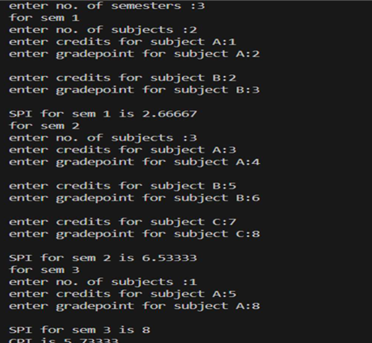 enter no. of semesters :3
for sem 1
enter no. of subjects :2
enter credits for subject A:1
enter gradepoint for subject A:2
enter credits for subject B:2
enter gradepoint for subject B:3
SPI for sem 1 is 2.66667
for sem 2
enter no. of subjects :3
enter credits for subject A:3
enter gradepoint for subject A:4
enter credits for subject B:5
enter gradepoint for subject B:6
enter credits for subject C:7
enter gradepoint for subject C:8
SPI for sem 2 is 6.53333
for sem 3
enter no. of subjects :1
enter credits for subject A:5
enter gradepoint for subject A:8
SPI for sem 3 is 8
CPI is 5.73333